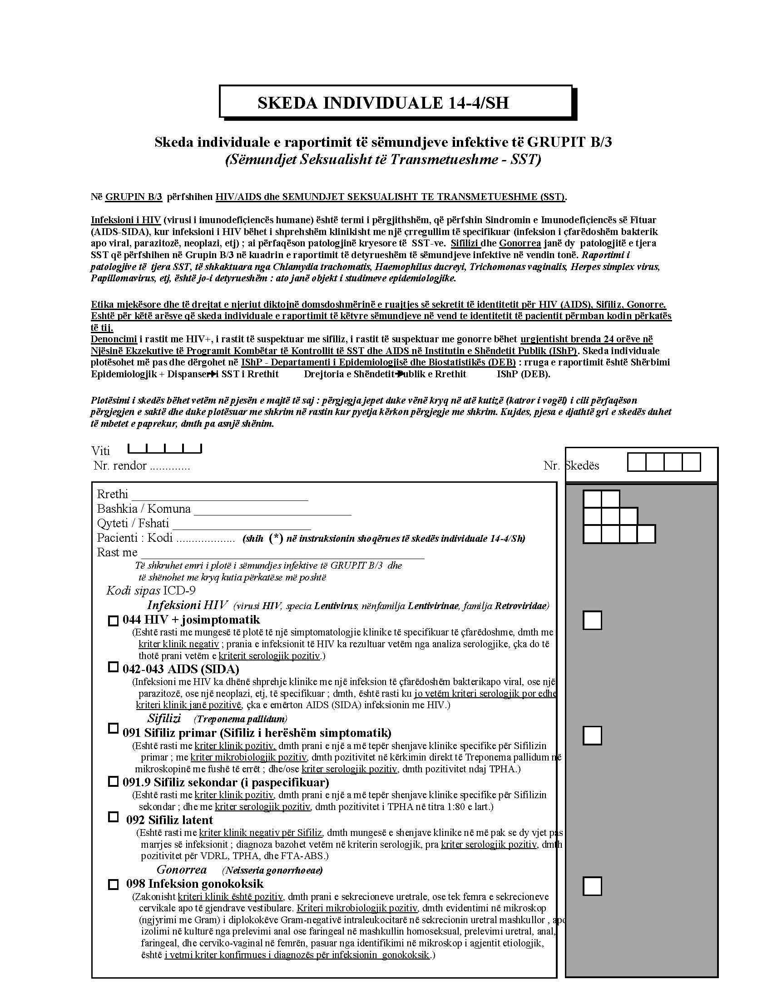 SKEDA INDIVIDUALE 14-4/SH
Skeda individuale e raportimit të sëmundjeve infektive të GRUPIT B/3
(Sëmundjet Seksualisht të Transmetueshme - SST)
Në GRUPIN B/3 përfshihen HIV/AIDS dhe SEMUNDJET SEKSUALISHT TE TRANSMETUESHME (SST).
Infeksioni i HIV (virusi i imunodefiçiencës humane) është termi i përgjithshëm, që përfshin Sindromin e Imunodefiçiencës së Fituar
(AIDS-SIDA), kur infeksioni i HIV bëhet i shprehshëm klinikisht me një çrregullim të specifikuar (infeksion i çfarëdoshëm bakterik
apo viral, parazitozë, neoplazi, etj) ; ai përfaqëson patologjinë kryesore të SST-ve. Sifilizi dhe Gonorrea janë dy patologjitë e tjera
SST që përfshihen në Grupin B/3 në kuadrin e raportimit të detyrueshëm të sëmundjeve infektive në vendin tonë. Raportimi i
patologjive të tjera SST, të shkaktuara nga Chlamydia trachomatis, Haemophilus ducreyi, Trichomonas vaginalis, Herpes simplex virus,
Papillomavirus, etj, është jo-i detyrueshëm : ato janë objekt i studimeve epidemiologjike.
Etika mjekësore dhe të drejtat e njeriut diktojnë domsdoshmërinë e ruajtjes së sekretit të identitetit për HIV (AIDS), Sifiliz, Gonorre.
Eshtë për këtë arësye që skeda individuale e raportimit të këtyre sëmundjeve në vend te identitetit të pacientit përmban kodin përkatës
të tij.
Denoncimi i rastit me HIV+, i rastit të suspektuar me sifiliz, i rastit të suspektuar me gonorre bëhet urgjentisht brenda 24 orëve në
Njësinë Ekzekutive të Programit Kombëtar të Kontrollit të SST dhe AIDS në Institutin e Shëndetit Publik (IShP). Skeda individuale
plotësohet më pas dhe dërgohet në IShP - Departamenti i Epidemiologjisë dhe Biostatistikës (DEB) : rruga e raportimit është Shërbimi
Epidemiologjik + Dispanseri i SST i Rrethit Drejtoria e Shëndetit Publik e Rrethit IShP (DEB).
Plotësimi i skedës bëhet vetëm në pjesën e majtë të saj : përgjegja jepet duke vënë kryq në atë kutizë (katror i vogël) i cili përfaqëson
përgjegjen e saktë dhe duke plotësuar me shkrim në rastin kur pyetja kërkon përgjegje me shkrim. Kujdes, pjesa e djathtë gri e skedës duhet
të mbetet e paprekur, dmth pa asnjë shënim.
Viti
Nr. rendor ............. Nr. Skedës
Rrethi ____________________________
Bashkia / Komuna _________________________
Qyteti / Fshati ______________________
Pacienti : Kodi ................... (shih (*) në instruksionin shoqërues të skedës individuale 14-4/Sh)
Rast me _____________________________________________
Të shkruhet emri i plotë i sëmundjes infektive të GRUPIT B/3 dhe
të shënohet me kryq kutia përkatëse më poshtë
Kodi sipas ICD-9
Infeksioni HIV (virusi HIV, specia Lentivirus, nënfamilja Lentivirinae, familja Retroviridae)
044 HIV + josimptomatik
(Eshtë rasti me mungesë të plotë të një simptomatologjie klinike të specifikuar të çfarëdoshme, dmth me
kriter klinik negativ ; prania e infeksionit të HIV ka rezultuar vetëm nga analiza serologjike, çka do të
thotë prani vetëm e kriterit serologjik pozitiv.)
042-043 AIDS (SIDA)
(Infeksioni me HIV ka dhënë shprehje klinike me një infeksion të çfarëdoshëm bakterikapo viral, ose një
parazitozë, ose një neoplazi, etj, të specifikuar ; dmth, është rasti ku jo vetëm kriteri serologjik por edhe
kriteri klinik janë pozitivë, çka e emërton AIDS (SIDA) infeksionin me HIV.)
Sifilizi (Treponema pallidum)
091 Sifiliz primar (Sifiliz i herëshëm simptomatik)
(Eshtë rasti me kriter klinik pozitiv, dmth prani e një a më tepër shenjave klinike specifike për Sifilizin
primar ; me kriter mikrobiologjik pozitiv, dmth pozitivitet në kërkimin direkt të Treponema pallidum në
mikroskopinë me fushë të errët ; dhe/ose kriter serologjik pozitiv, dmth pozitivitet ndaj TPHA.)
091.9 Sifiliz sekondar (i paspecifikuar)
(Eshtë rasti me kriter klinik pozitiv, dmth prani e një a më tepër shenjave klinike specifike për Sifilizin
sekondar ; dhe me kriter serologjik pozitiv, dmth pozitivitet i TPHA në titra 1:80 e lart.)
092 Sifiliz latent
(Eshtë rasti me kriter klinik negativ për Sifiliz, dmth mungesë e shenjave klinike në më pak se dy vjet pas
marrjes së infeksionit ; diagnoza bazohet vetëm në kriterin serologjik, pra kriter serologjik pozitiv, dmth
pozitivitet për VDRL, TPHA, dhe FTA-ABS.)
Gonorrea (Neisseria gonorrhoeae)
098 Infeksion gonokoksik
(Zakonisht kriteri klinik është pozitiv, dmth prani e sekrecioneve uretrale, ose tek femra e sekrecioneve
cervikale apo të gjendrave vestibulare. Kriteri mikrobiologjik pozitiv, dmth evidentimi në mikroskop
(ngjyrimi me Gram) i diplokokëve Gram-negativë intraleukocitarë në sekrecionin uretral mashkullor , apo
izolimi në kulturë nga prelevimi anal ose faringeal në mashkullin homoseksual, prelevimi uretral, anal,
faringeal, dhe cerviko-vaginal në femrën, pasuar nga identifikimi në mikroskop i agjentit etiologjik,
është i vetmi kriter konfirmues i diagnozës për infeksionin gonokoksik.)